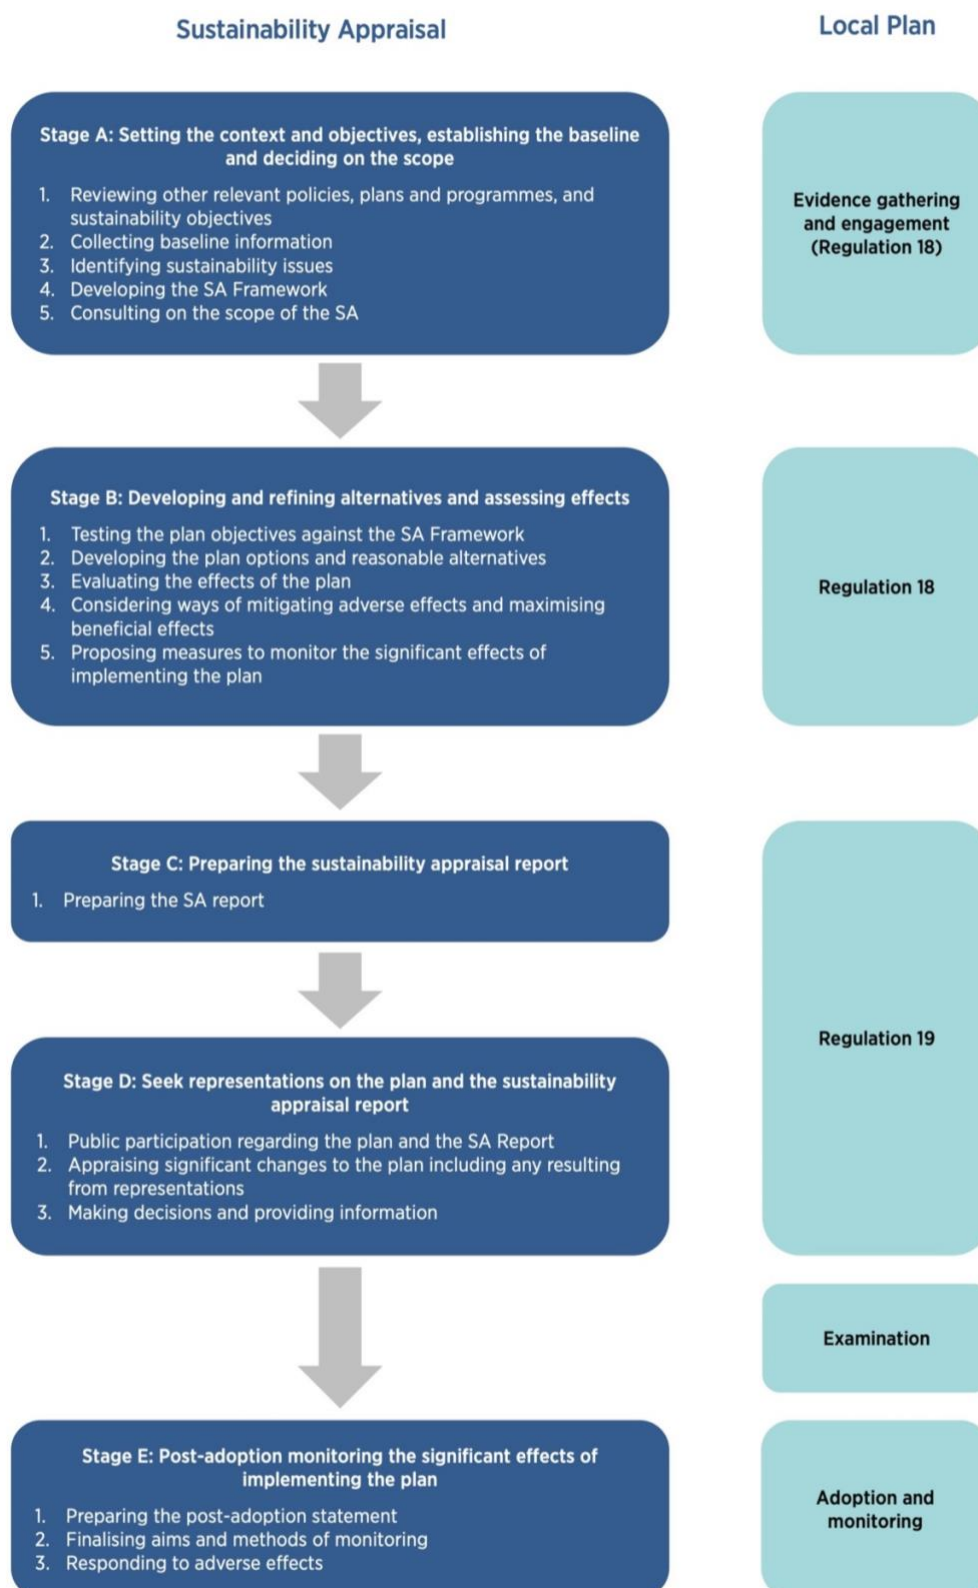 Sustainability Appraisal
Local Plan
Stage A: Setting the context and objectives, establishing the baseline
and deciding on the scope
1. Reviewing other relevant policies, plans and programmes, and
sustainability objectives
2. Collecting baseline information
3. Identifying sustainability issues
4. Developing the SA Framework
5. Consulting on the scope of the SA
Evidence gathering
and engagement
(Regulation 18)
Stage B: Developing and refining alternatives and assessing effects
1. Testing the plan objectives against the SA Framework
2. Developing the plan options and reasonable alternatives
3. Evaluating the effects of the plan
4. Considering ways of mitigating adverse effects and maximising
beneficial effects
5. Proposing measures to monitor the significant effects of
implementing the plan
Regulation 18
Stage C: Preparing the sustainability appraisal report
1. Preparing the SA report
Stage D: Seek representations on the plan and the sustainability
appraisal report
1. Public participation regarding the plan and the SA Report
2. Appraising significant changes to the plan including any resulting
from representations
3. Making decisions and providing information
Regulation 19
Examination
Stage E: Post-adoption monitoring the significant effects of
implementing the plan
1. Preparing the post-adoption statement
2. Finalising aims and methods of monitoring
3. Responding to adverse effects
Adoption and
monitoring